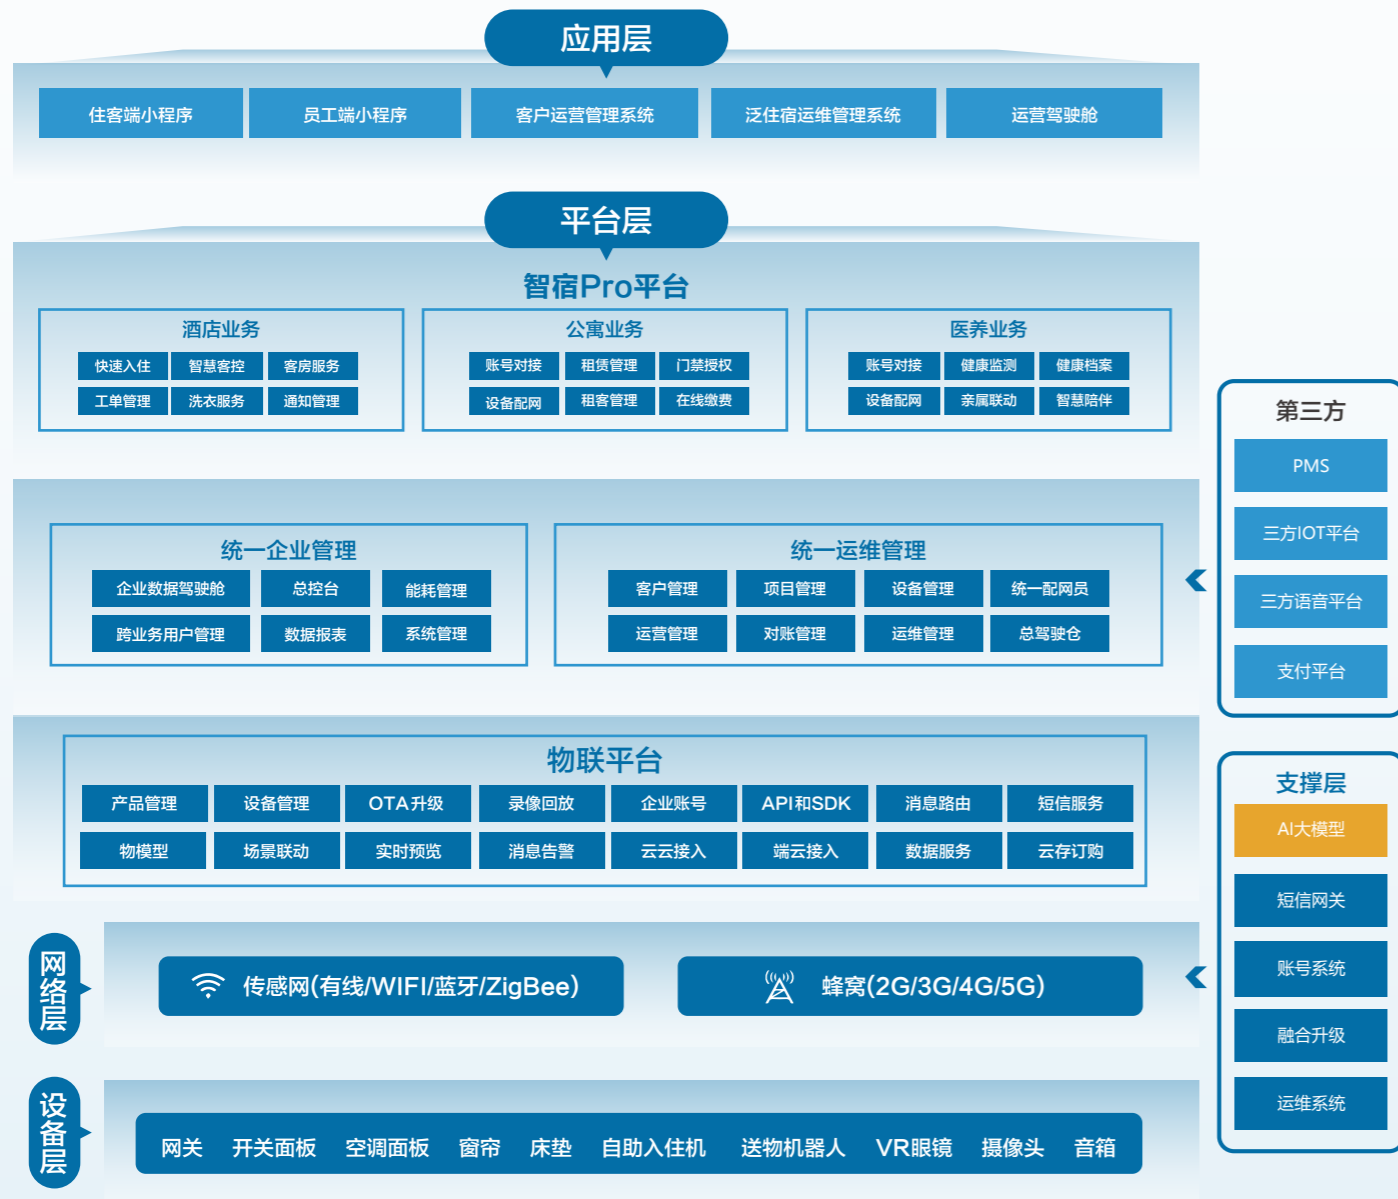 应用层
住客端小程序 员工端小程序 客户运营管理系统 泛住宿运维管理系统 运营驾驶舱
平台层
智宿Pro平台
酒店业务
快速入住 智慧客控 客房服务
工单管理 洗衣服务 通知管理
公寓业务
账号对接 租赁管理 门禁授权
设备配网 租客管理 在线缴费
医养业务
账号对接 健康监测 健康档案
设备配网 亲属联动 智慧陪伴
统一企业管理
企业数据驾驶舱 总控台 能耗管理
跨业务用户管理 数据报表 系统管理
统一运维管理
客户管理 项目管理 设备管理 统一配网员
运营管理 对账管理 运维管理 总驾驶仓
物联平台
产品管理 设备管理 OTA升级 录像回放 企业账号 API和SDK 消息路由 短信服务
物模型 场景联动 实时预览 消息告警 云云接入 端云接入 数据服务 云存订购
网络层
传感网(有线/WIFI/蓝牙/ZigBee)
蜂窝(2G/3G/4G/5G)
设备层
网关 开关面板 空调面板 窗帘 床垫 自助入住机 送物机器人 VR眼镜 摄像头 音箱
第三方
PMS
三方IOT平台
三方语音平台
支付平台
支撑层
AI大模型
短信网关
账号系统
融合升级
运维系统